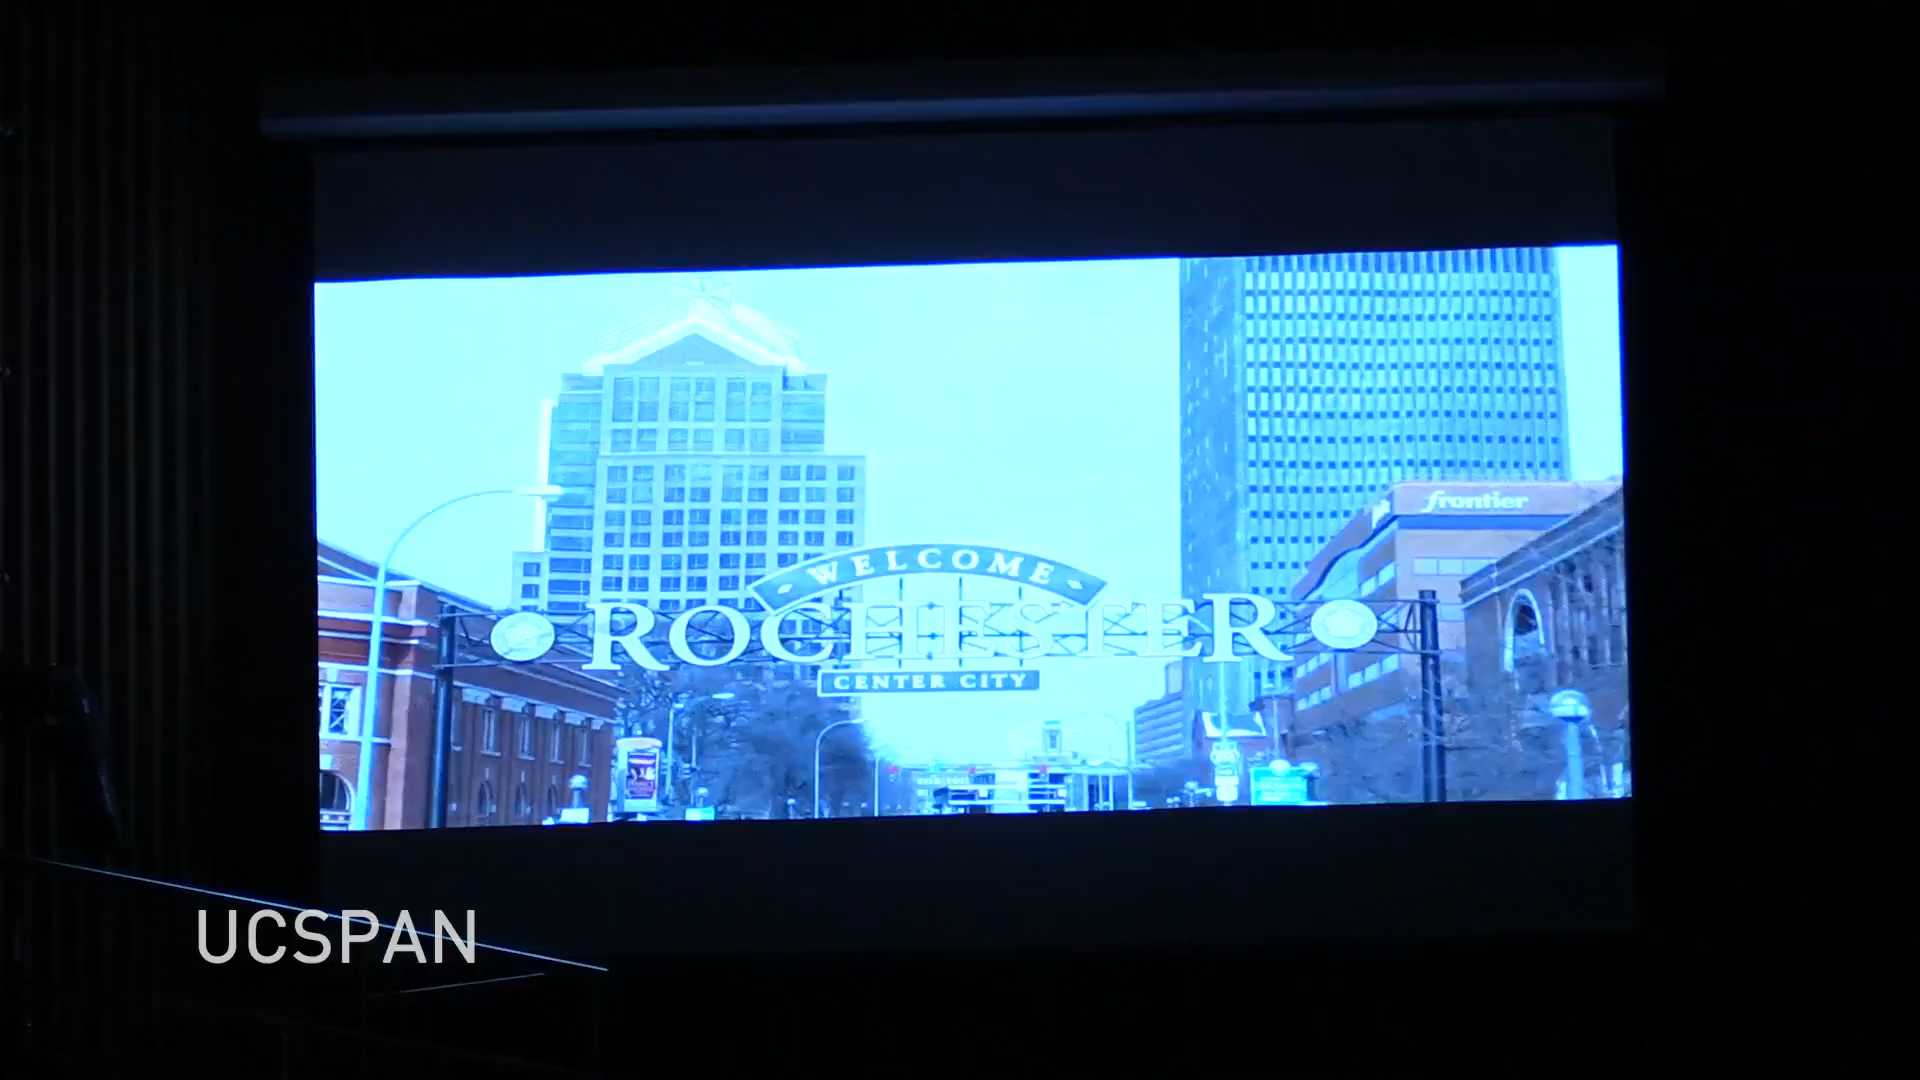 frontier
WELCOME
ROCHESTER
CENTER CITY
UCSPAN